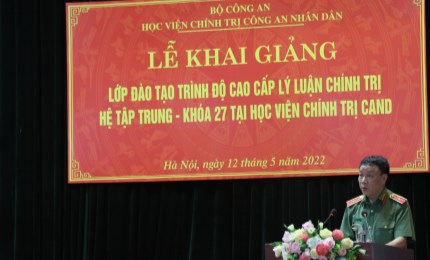 BỘ CÔNG AN
HỌC VIỆN CHÍNH TRỊ CÔNG AN NHÂN DÂN
LỄ KHAI GIẢNG
LỚP ĐÀO TẠO TRÌNH ĐỘ CAO CẤP LÝ LUẬN CHÍNH TRỊ
HỆ TẬP TRUNG - KHÓA 27 TẠI HỌC VIỆN CHÍNH TRỊ CAND
Hà Nội, ngày 12 tháng 5 năm 2022